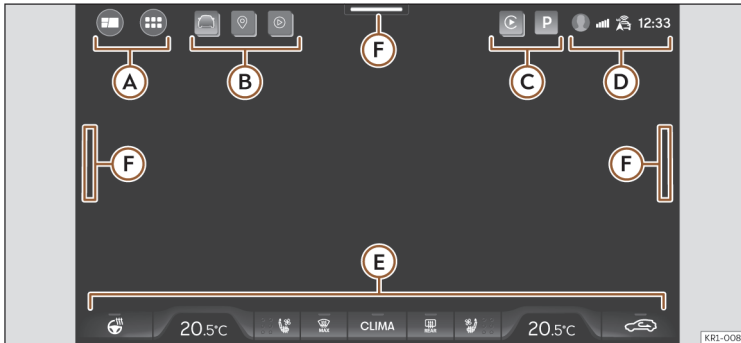 P 12:33
F
A B C D
F F
E
20.5°C MAX CLIMA REAR 20.5°C
KR1-008